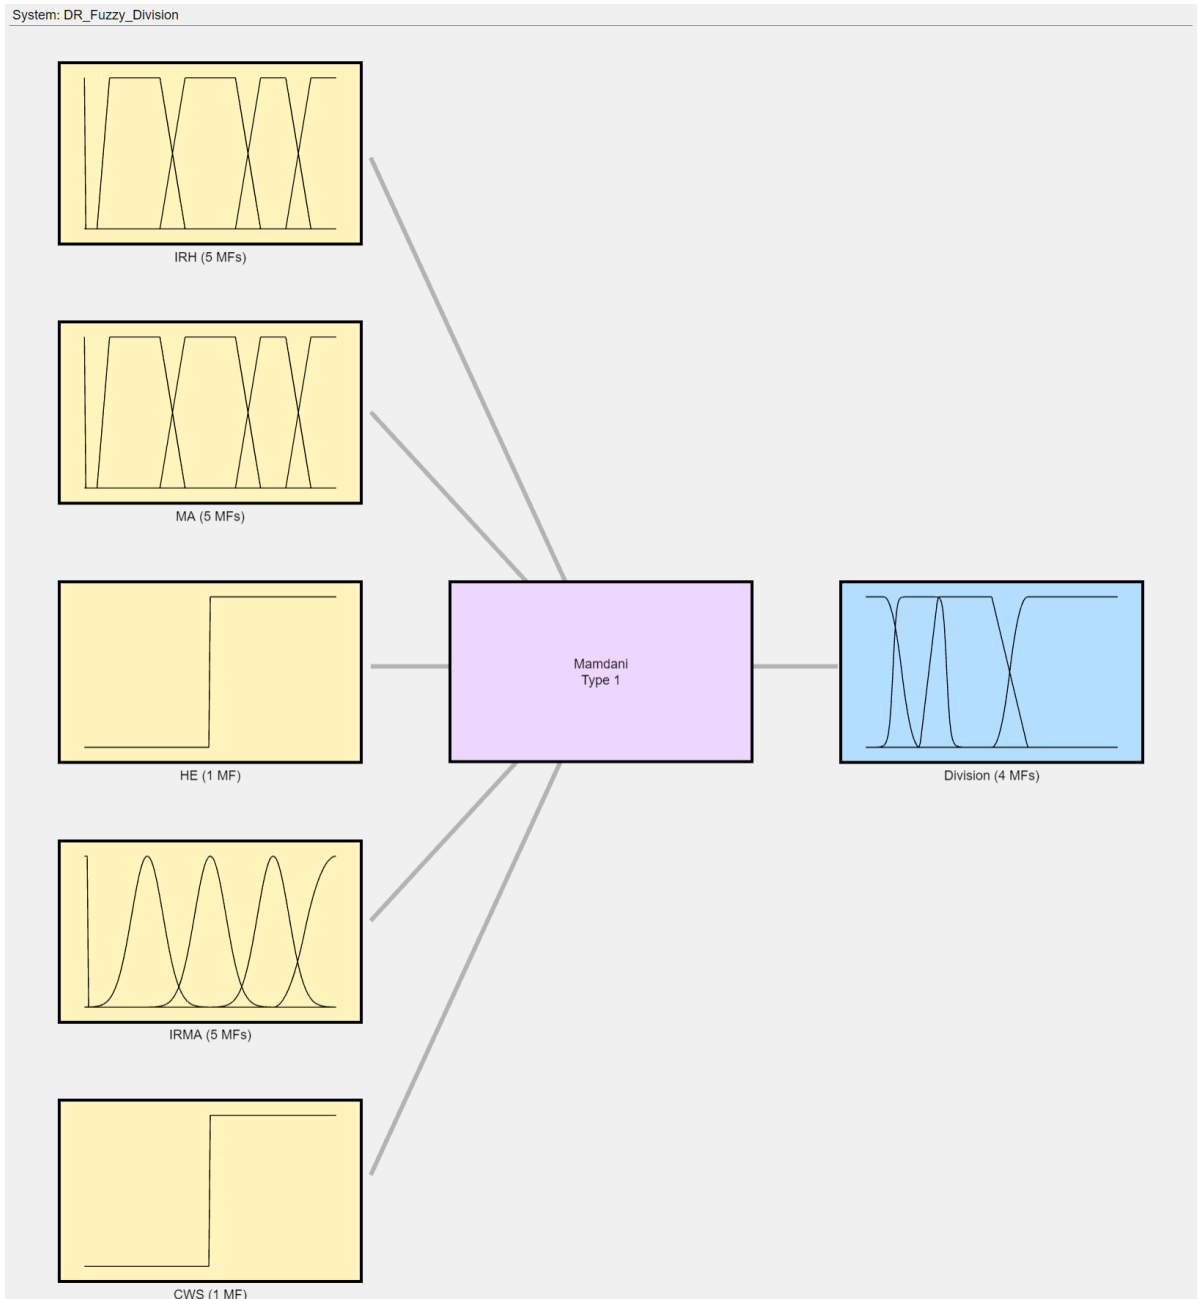 System: DR_Fuzzy_Division
IRH (5 MFs)
MA (5 MFs)
Mamdani
Type 1
HE (1 MF)
Division (4 MFs)
IRMA (5 MFs)
CWS (1 MF)